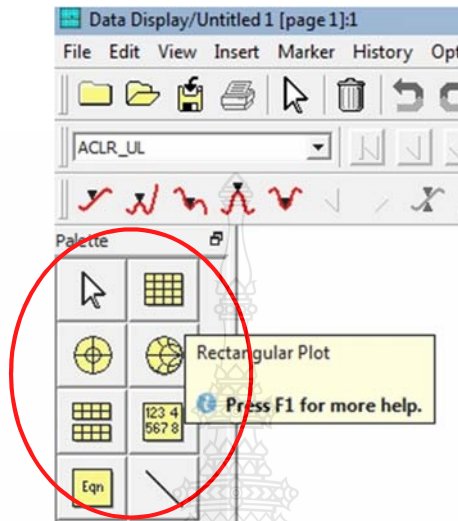 Data Display/Untitled 1 [page 1]:1
File Edit View Insert Marker History Opt
ACLR_UL
Palette
Rectangular Plot
Press F1 for more help.
123 4
567 8
Eqn